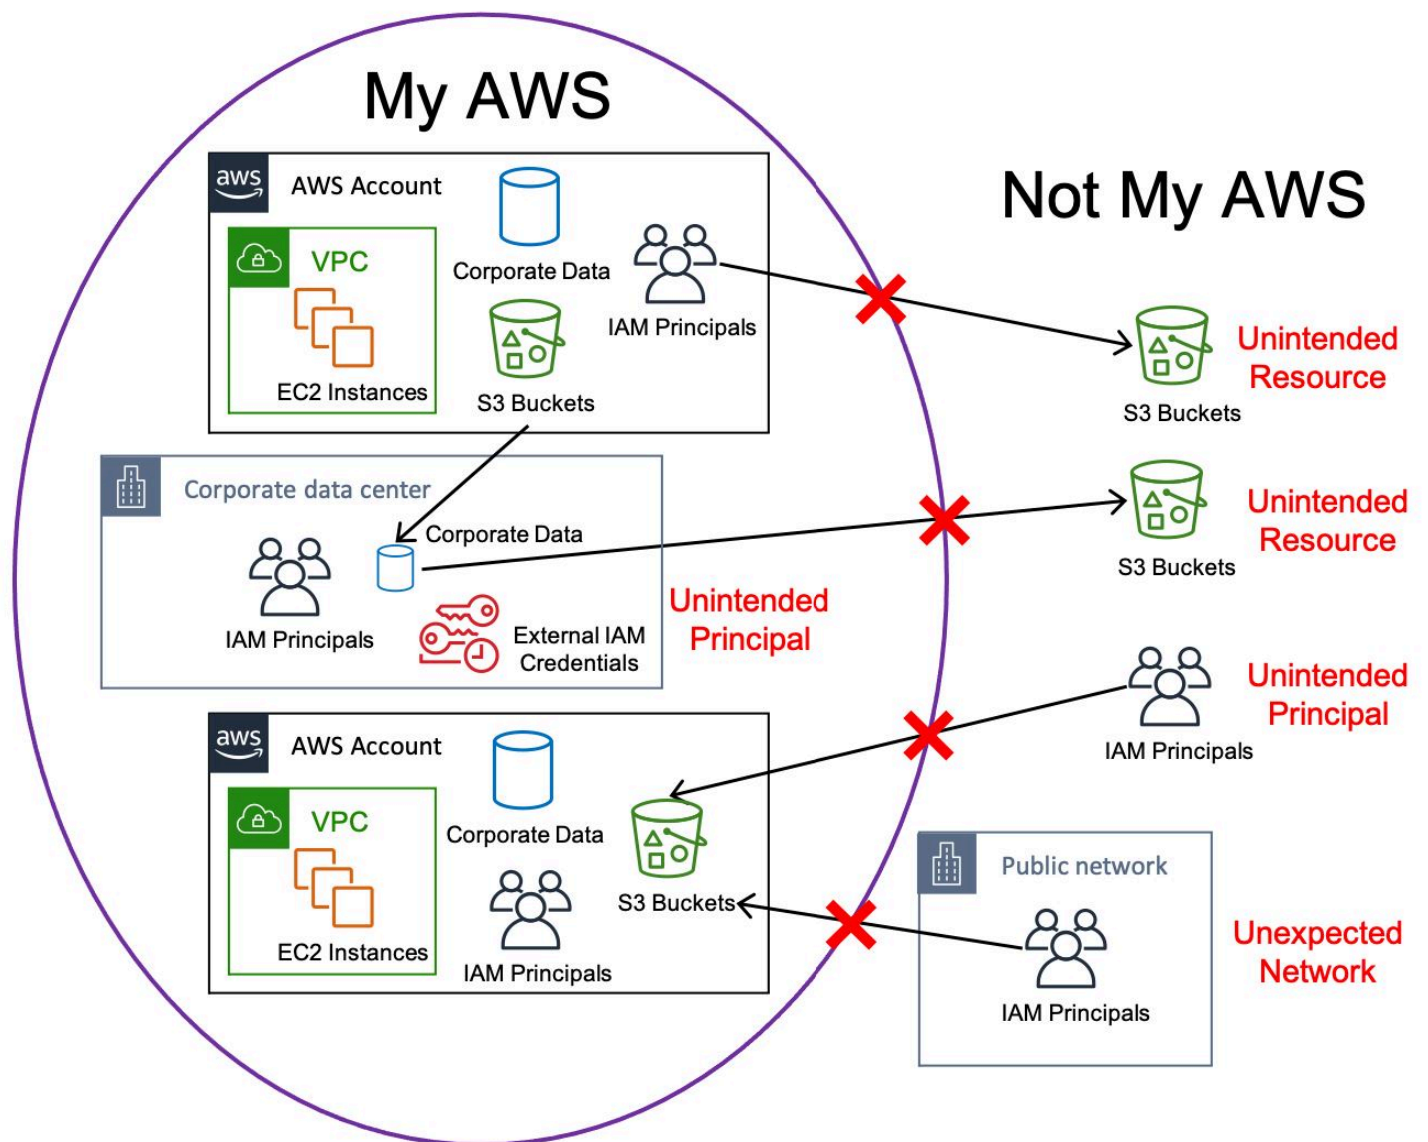 My AWS
Not My AWS
aws
AWS Account
VPC
EC2 Instances
Corporate Data
S3 Buckets
IAM Principals
S3 Buckets
Unintended
Resource
Corporate data center
IAM Principals
Corporate Data
External IAM
Credentials
Unintended
Principal
S3 Buckets
Unintended
Resource
IAM Principals
Unintended
Principal
aws
AWS Account
VPC
EC2 Instances
Corporate Data
IAM Principals
S3 Buckets
Public network
IAM Principals
Unexpected
Network